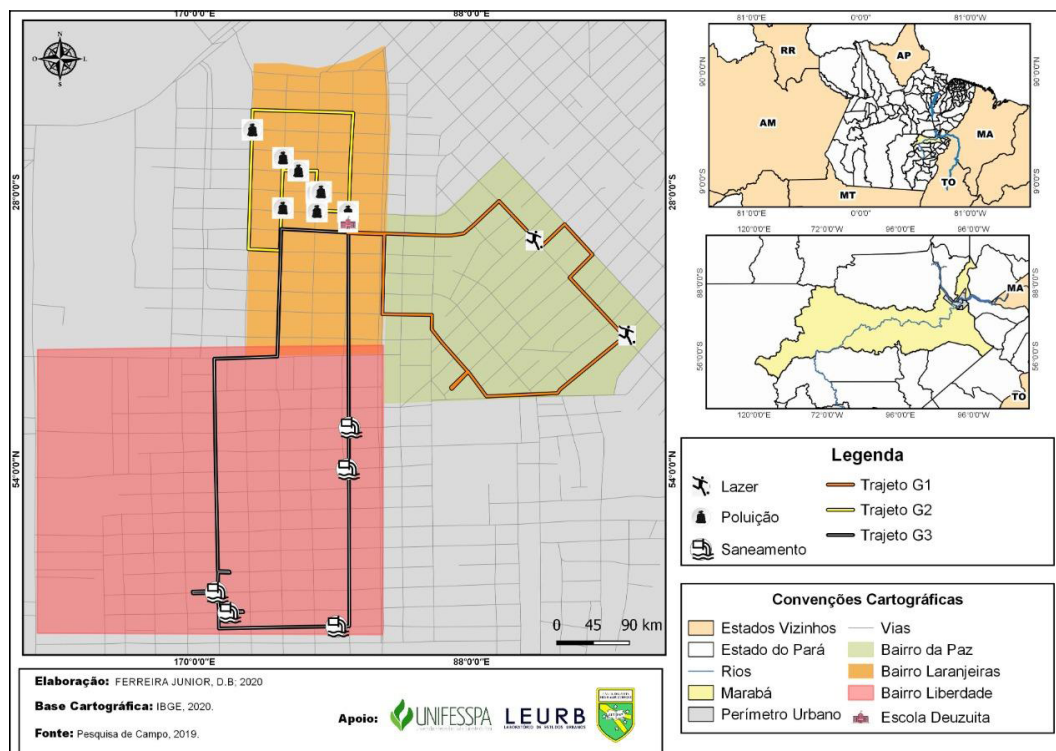 170°0'0"E 88°0'0"E
N
O L
S
28°0'0"S 28°0'0"S
54°0'0"N 54°0'0"N
0 45 90 km
170°0'0"E 88°0'0"E
81°0'0"E 0°0'0" 81°0'0"W
90°0'0"N 90°0'0"N
RR AP
AM MA
MT TO
9°0'0"S 9°0'0"S
81°0'0"E 0°0'0" 81°0'0"W
120°0'0"E 72°0'0"W 96°0'0"E 96°0'0"W
88°0'0"S 88°0'0"S
MA
56°0'0"S 56°0'0"S
TO
120°0'0"E 72°0'0"W 96°0'0"E 96°0'0"W
Legenda
Lazer Trajeto G1
Poluição Trajeto G2
Saneamento Trajeto G3
Convenções Cartográficas
Estados Vizinhos Vias
Estado do Pará Bairro da Paz
Rios Bairro Laranjeiras
Marabá Bairro Liberdade
Perímetro Urbano Escola Deuzuita
Elaboração: FERREIRA JUNIOR, D.B; 2020
Base Cartográfica: IBGE, 2020.
Fonte: Pesquisa de Campo, 2019.
Apoio:
UNIFESSPA
LEURB
LABORATÓRIO DE ESTUDOS URBANOS